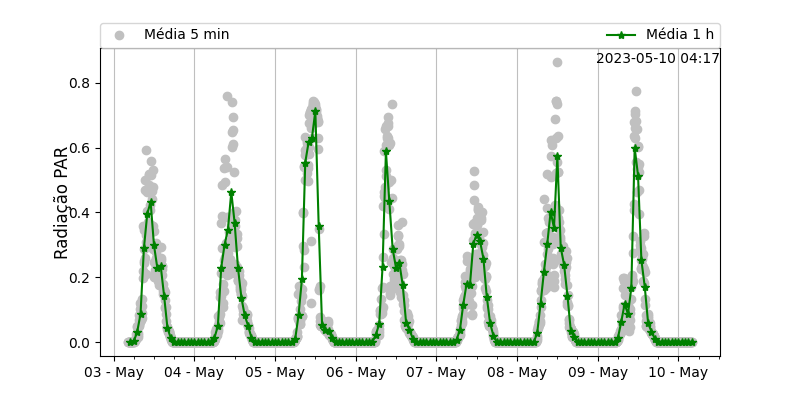 Média 5 min
Média 1 h
2023-05-10 04:17
Radiação PAR
0.8
0.6
0.4
0.2
0.0
03 - May
04 - May
05 - May
06 - May
07 - May
08 - May
09 - May
10 - May